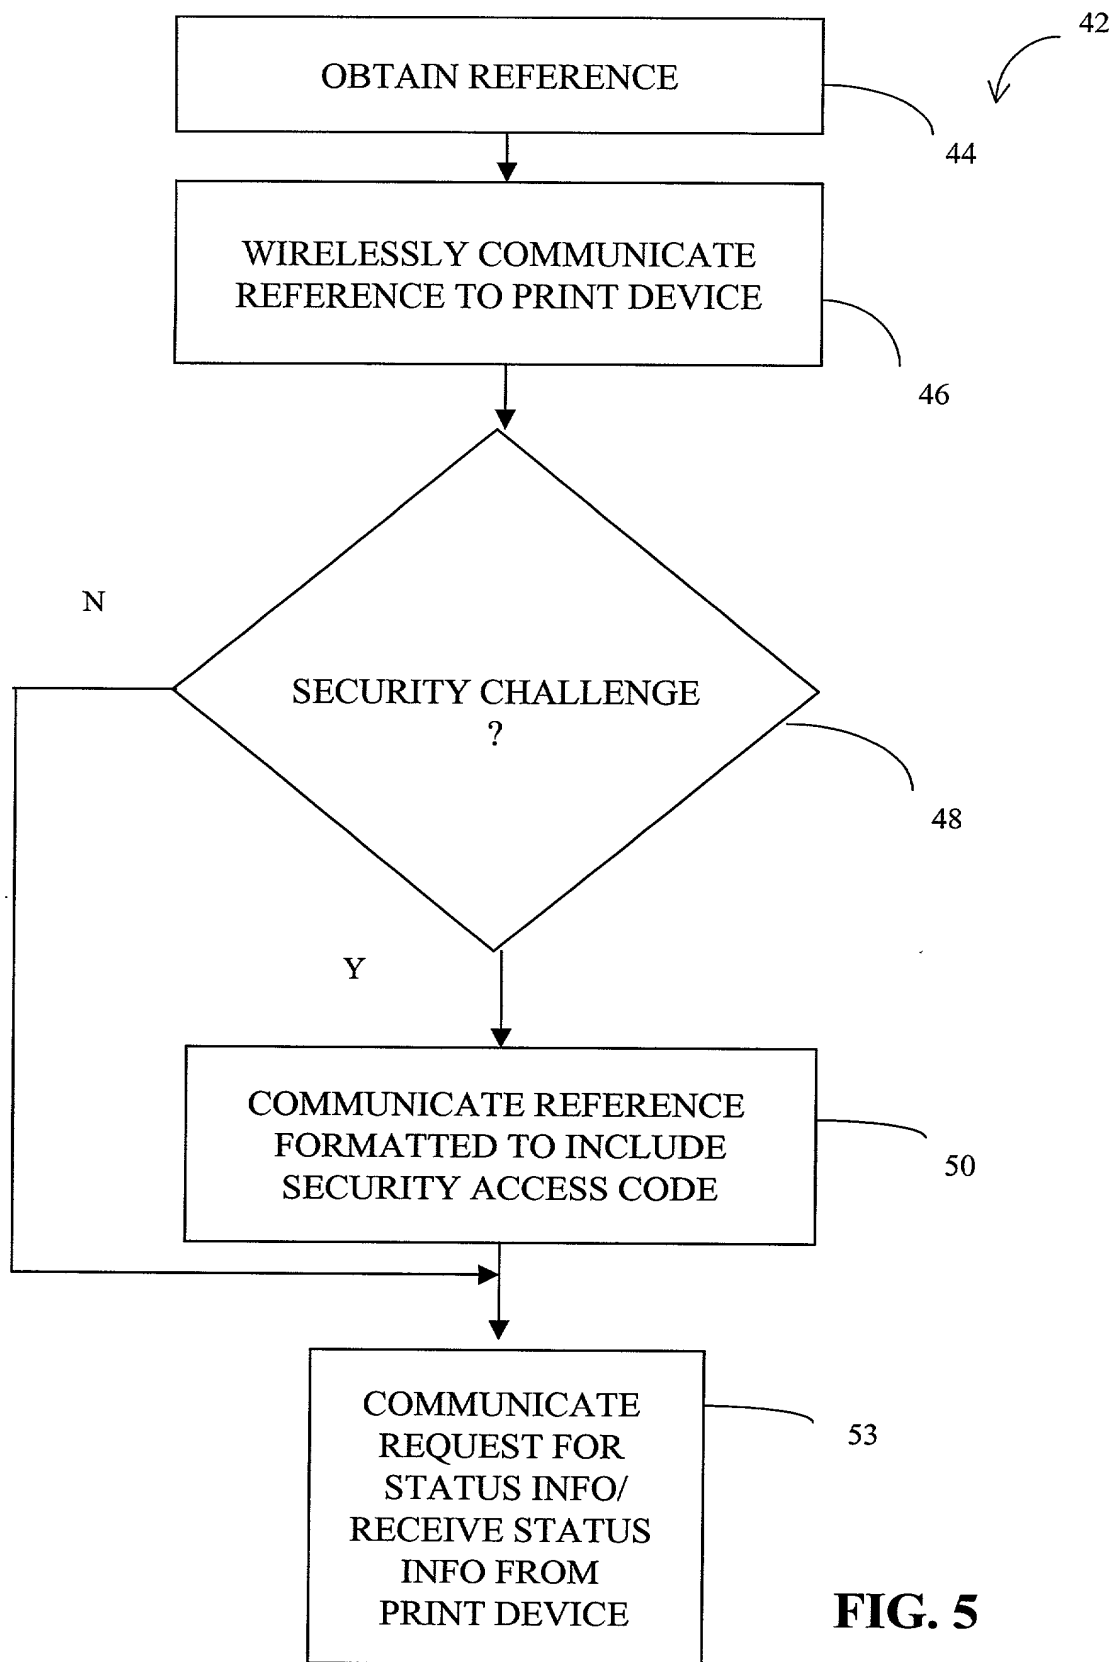 42
OBTAIN REFERENCE
44
WIRELESSLY COMMUNICATE
REFERENCE TO PRINT DEVICE
46
N
SECURITY CHALLENGE
?
48
Y
COMMUNICATE REFERENCE
FORMATTED TO INCLUDE
SECURITY ACCESS CODE
50
COMMUNICATE
REQUEST FOR
STATUS INFO/
RECEIVE STATUS
INFO FROM
PRINT DEVICE
53
FIG. 5